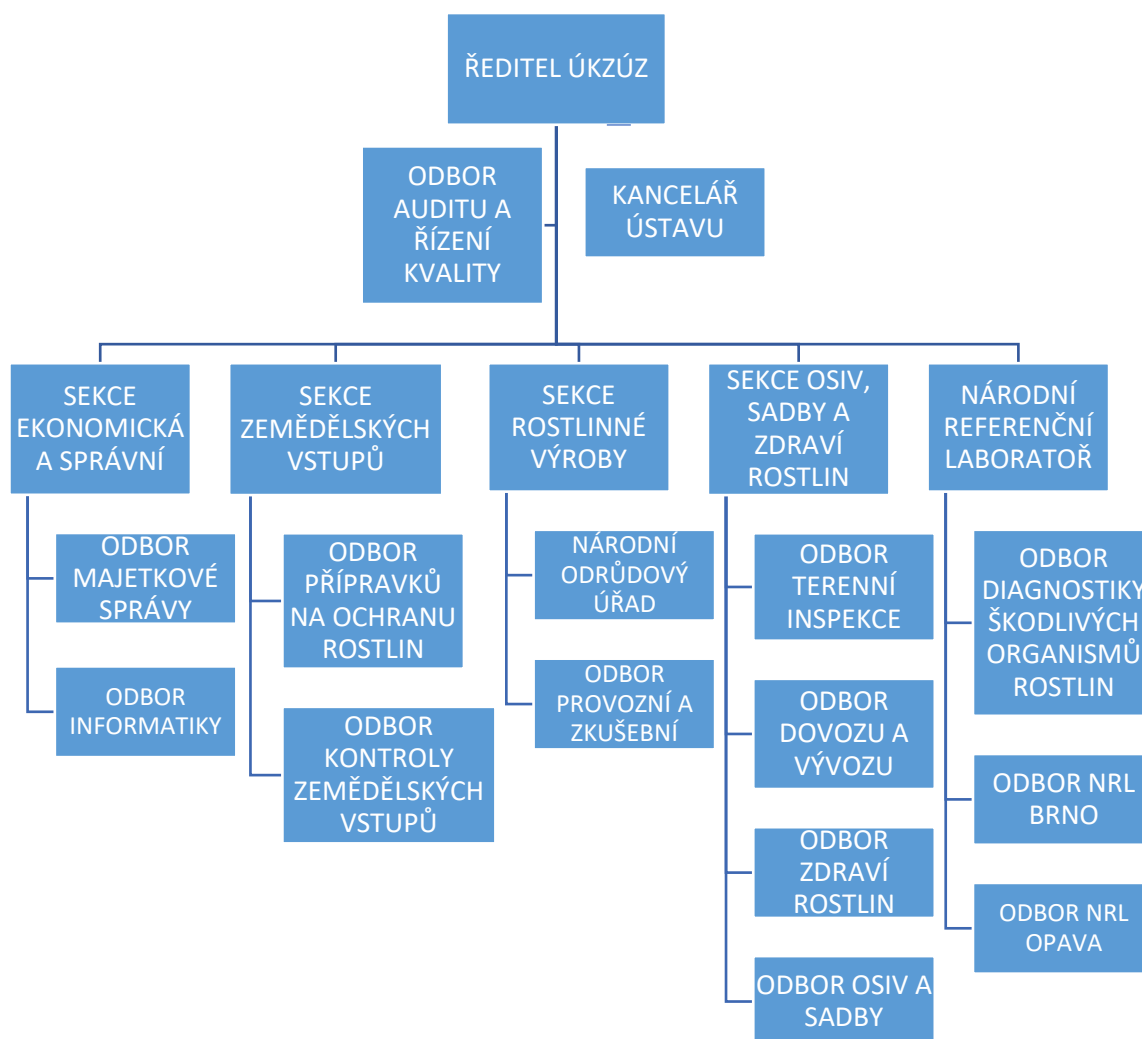 ŘEDITEL ÚKZÚZ
ODBOR
AUDITU A
ŘÍZENÍ
KVALITY
KANCELÁŘ
ÚSTAVU
SEKCE
EKONOMICKÁ
A SPRÁVNÍ
ODBOR
MAJETKOVÉ
SPRÁVY
ODBOR
INFORMATIKY
SEKCE
ZEMĚDĚLSKÝCH
VSTUPŮ
ODBOR
PŘÍPRAVKŮ
NA OCHRANU
ROSTLIN
ODBOR
KONTROLY
ZEMĚDĚLSKÝCH
VSTUPŮ
SEKCE
ROSTLINNÉ
VÝROBY
NÁRODNÍ
ODRŮDOVÝ
ÚŘAD
ODBOR
PROVOZNÍ A
ZKUŠEBNÍ
SEKCE OSIV,
SADBY A
ZDRAVÍ
ROSTLIN
ODBOR
TERENNÍ
INSPEKCE
ODBOR
DOVOZU A
VÝVOZU
ODBOR
ZDRAVÍ
ROSTLIN
ODBOR OSIV A
SADBY
NÁRODNÍ
REFERENČNÍ
LABORATOŘ
ODBOR
DIAGNOSTIKY
ŠKODLIVÝCH
ORGANISMŮ
ROSTLIN
ODBOR NRL
BRNO
ODBOR NRL
OPAVA